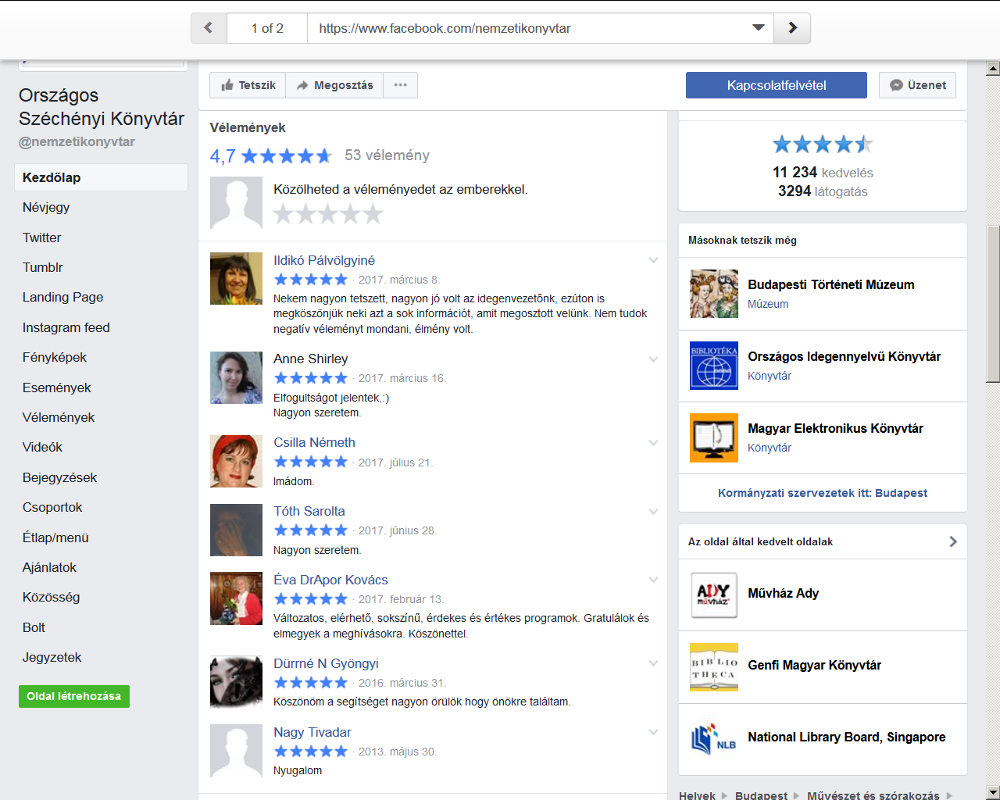 1 of 2
https://www.facebook.com/nemzetikonyvtar
Országos
Széchényi Könyvtár
@nemzetikonyvtar
Kezdőlap
Névjegy
Twitter
Tumblr
Landing Page
Instagram feed
Fényképek
Események
Vélemények
Videók
Bejegyzések
Csoportok
Étlap/menü
Ajánlatok
Közösség
Bolt
Jegyzetek
Oldal létrehozása
Tetszik
Megosztás
Kapcsolatfelvétel
Üzenet
Vélemények
4,7 53 vélemény
Közölheted a véleményedet az emberekkel.
Ildikó Pálvölgyiné
· 2017. március 8.
Nekem nagyon tetszett, nagyon jó volt az idegenvezetőnk, ezúton is
megköszönjük neki azt a sok információt, amit megosztott velünk. Nem tudok
negatív véleményt mondani, élmény volt.
Anne Shirley
· 2017. március 16.
Elfogultságot jelentek,:)
Nagyon szeretem.
Csilla Németh
· 2017. július 21.
Imádom.
Tóth Sarolta
· 2017. június 28.
Nagyon szeretem.
Éva DrApor Kovács
· 2017. február 13.
Változatos, elérhető, sokszínű, érdekes és értékes programok. Gratulálok és
elmegyek a meghívásokra. Köszönettel.
Dürrné N Gyöngyi
· 2016. március 31.
Köszönöm a segítséget nagyon örülök hogy önökre találtam.
Nagy Tivadar
· 2013. május 30.
Nyugalom
11 234 kedvelés
3294 látogatás
Másoknak tetszik még
Budapesti Történeti Múzeum
Múzeum
BIBLIOTÉKA
Országos Idegennyelvű Könyvtár
Könyvtár
Magyar Elektronikus Könyvtár
Könyvtár
Kormányzati szervezetek itt: Budapest
Az oldal által kedvelt oldalak
ADY
művház
Művház Ady
BIBLIO
THECA
Genfi Magyar Könyvtár
NLB
National Library Board, Singapore
Helyek Budapest Művészet és szórakozás